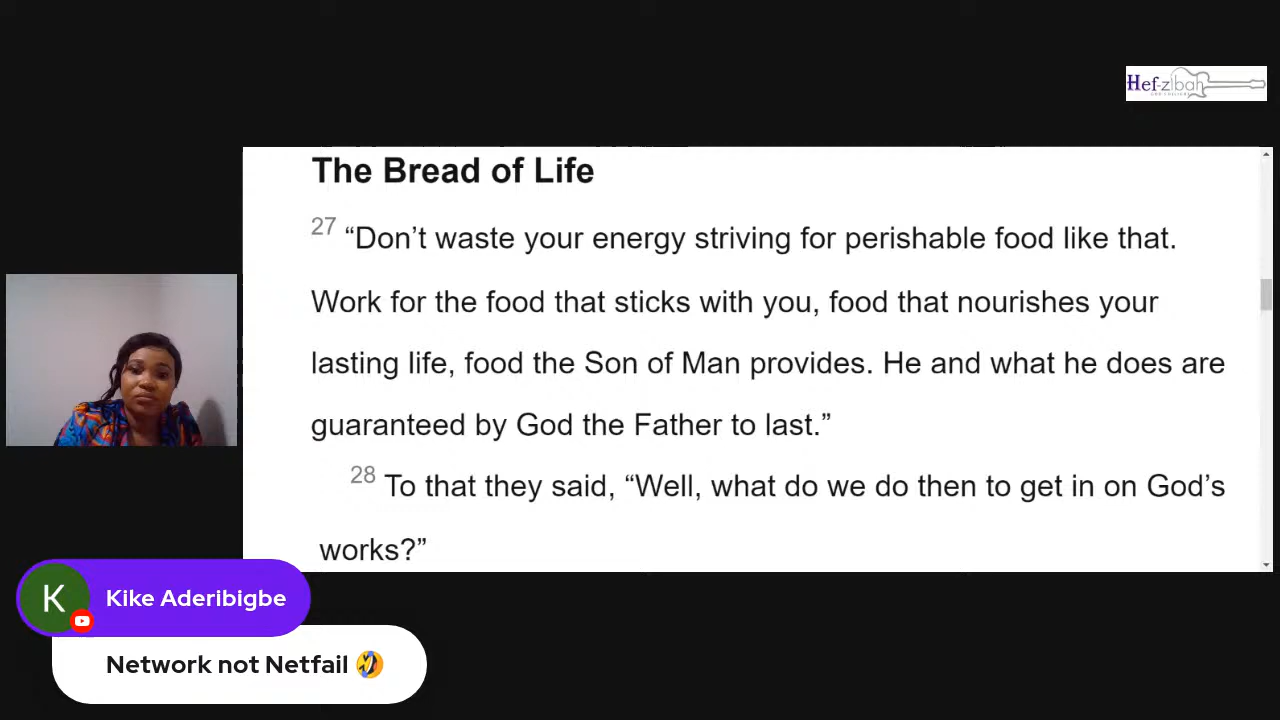 Hef-zibah
The Bread of Life
27 “Don’t waste your energy striving for perishable food like that.
Work for the food that sticks with you, food that nourishes your
lasting life, food the Son of Man provides. He and what he does are
guaranteed by God the Father to last.”
28 To that they said, “Well, what do we do then to get in on God’s
works?”
K
Kike Aderibigbe
Network not Netfail 🤣